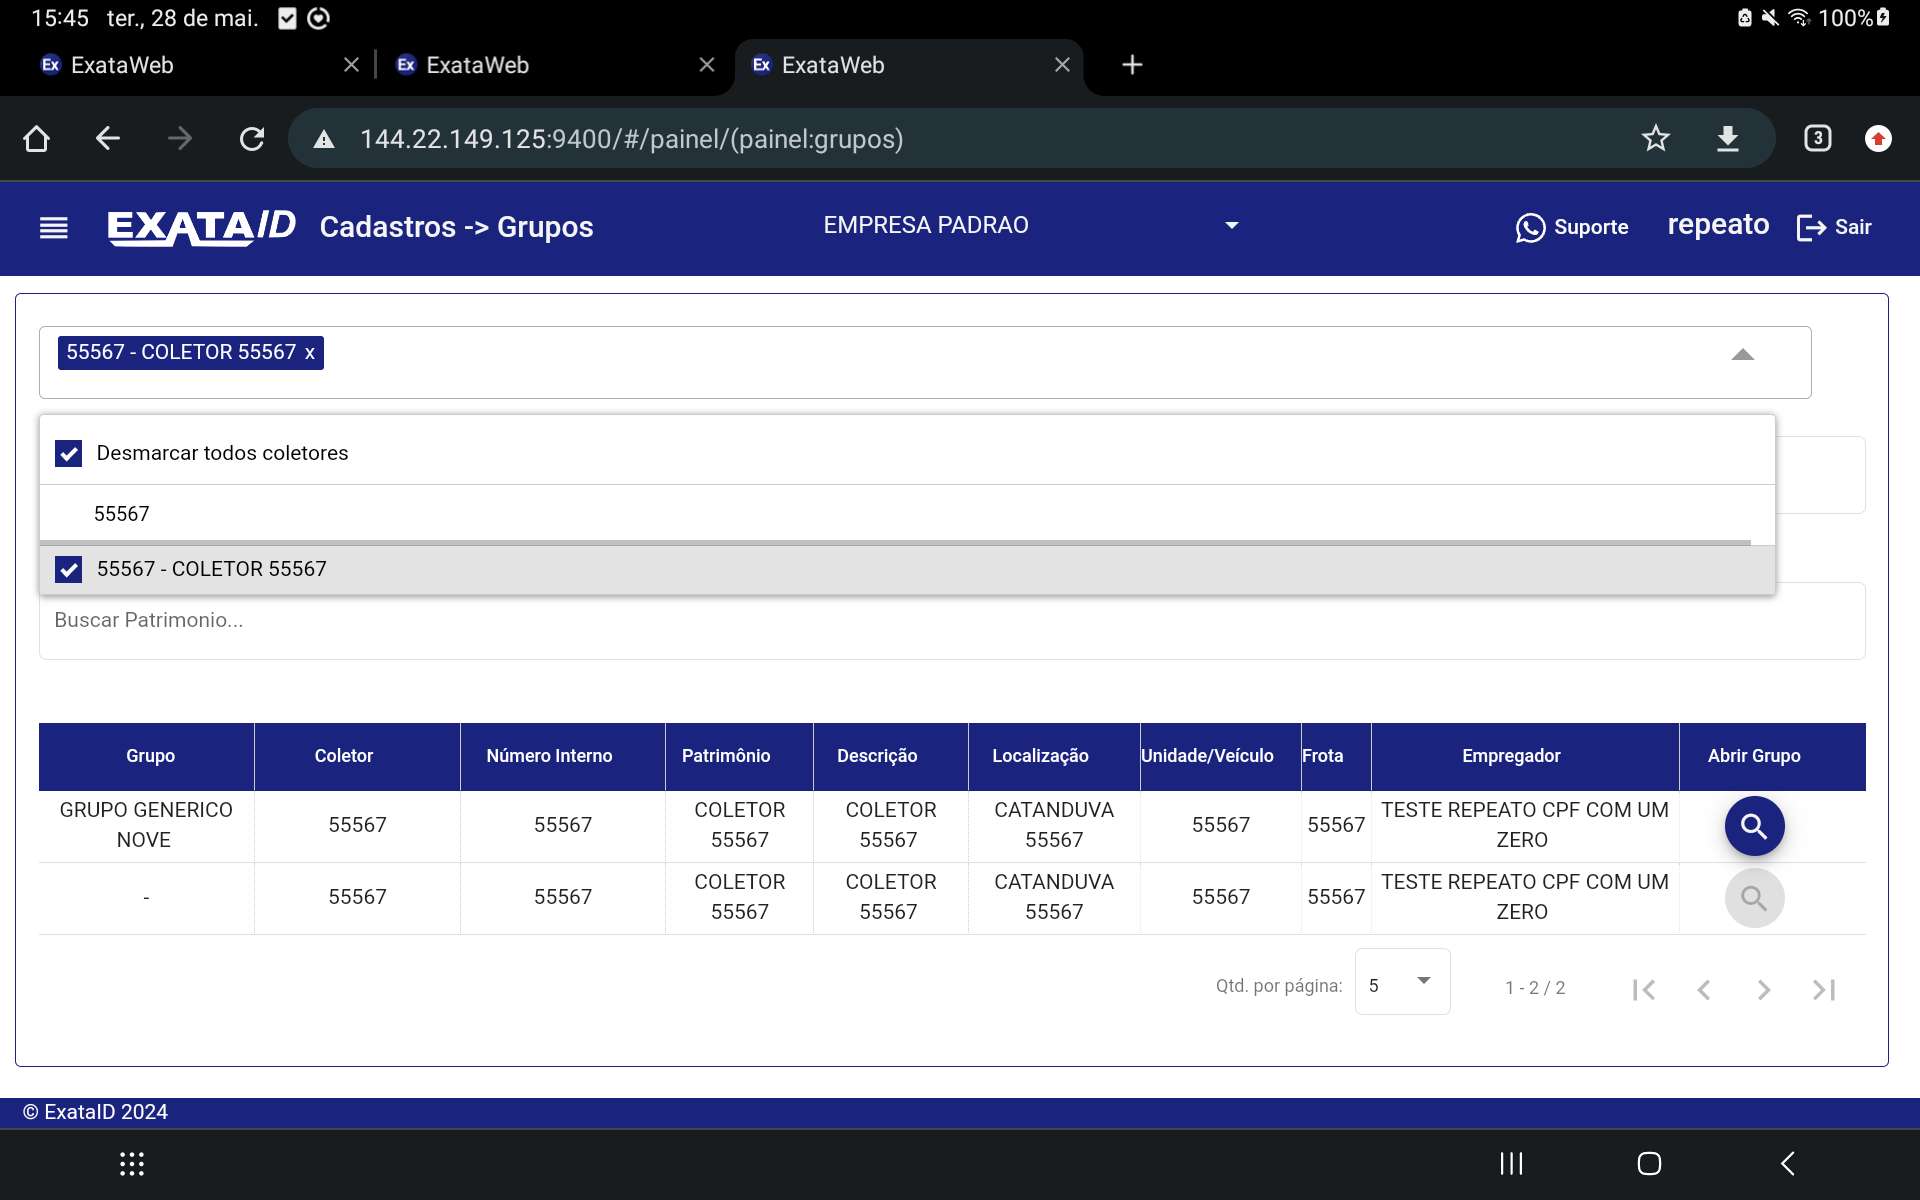 15:45 ter., 28 de mai. 100%
Ex ExataWeb Ex ExataWeb Ex ExataWeb
144.22.149.125:9400/#/painel/(painel:grupos) 3
EXATA/D Cadastros -> Grupos EMPRESA PADRAO Suporte repeato Sair
55567 - COLETOR 55567 x
Desmarcar todos coletores
55567
55567 - COLETOR 55567
Buscar Patrimonio...
Grupo Coletor Número Interno Patrimônio Descrição Localização Unidade/Veículo Frota Empregador Abrir Grupo
GRUPO GENERICO NOVE 55567 55567 COLETOR 55567 COLETOR 55567 CATANDUVA 55567 55567 55567 TESTE REPEATO CPF COM UM ZERO
- 55567 55567 COLETOR 55567 COLETOR 55567 CATANDUVA 55567 55567 55567 TESTE REPEATO CPF COM UM ZERO
Qtd. por página: 5 1 - 2 / 2
© ExataID 2024